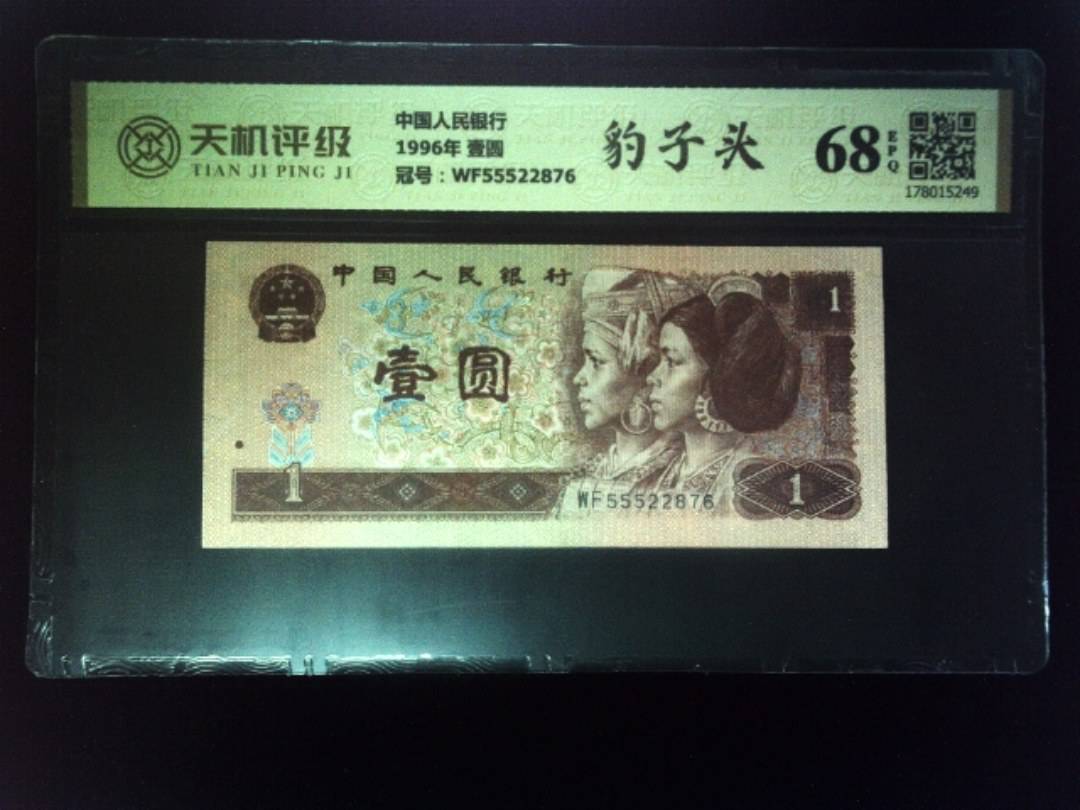 天机评级
TIAN JI PING JI
中国人民银行
1996年 壹圆
冠号：WF55522876
豹子头
68
EPQ
178015249
中国人民银行
1
壹圆
1
WF55522876
1